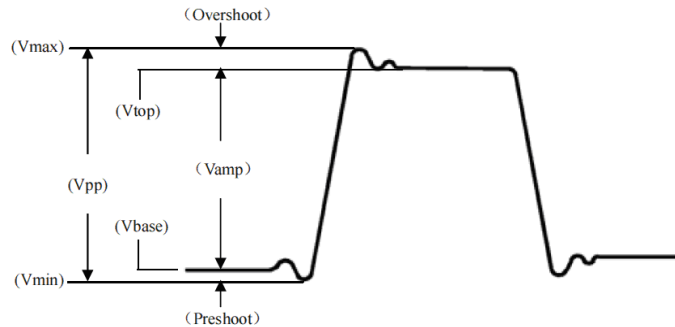 （Overshoot）
(Vmax)
(Vtop)
(Vamp）
(Vpp)
(Vbase)
(Vmin)
(Preshoot）